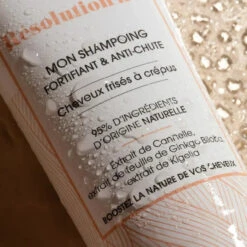 MON SHAMPOING
FORTIFIANT & ANTI-CHUTE
Cheveux frisés à crépus
95% D'INGRÉDIENTS
D'ORIGINE NATURELLE
Extrait de Cannelle,
extrait de feuille de Ginkgo Biloba,
extrait de Kigelia
BOOSTEZ LA NATURE DE VOS CHEVEUX